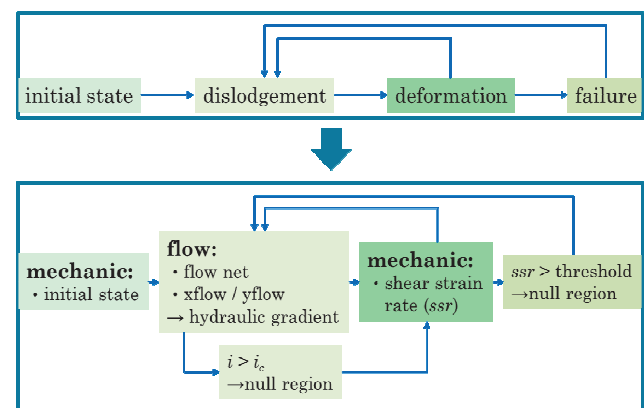 initial state
dislodgement
deformation
failure
mechanic:
· initial state
flow:
· flow net
· xflow / yflow
→ hydraulic gradient
mechanic:
· shear strain
rate (ssr)
ssr > threshold
→null region
i > i_c
→null region